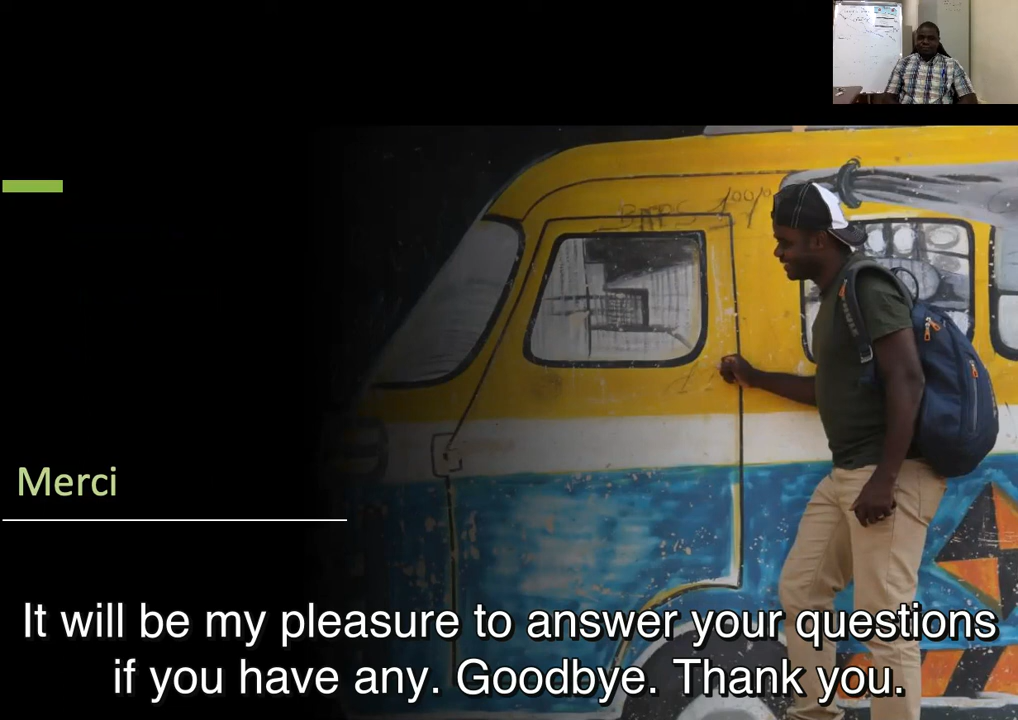 Merci
It will be my pleasure to answer your questions
if you have any. Goodbye. Thank you.